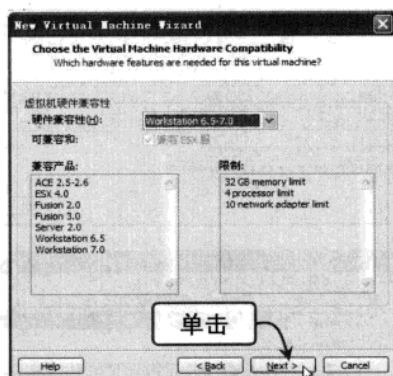 New Virtual Machine Wizard
Choose the Virtual Machine Hardware Compatibility
Which hardware features are needed for this virtual machine?
虚拟机硬件兼容性
硬件兼容性(H):
Workstation 6.5-7.0
可兼容和:
兼容 ESX 服
兼容产品:
限制:
ACE 2.5-2.6
ESX 4.0
Fusion 2.0
Fusion 3.0
Server 2.0
Workstation 6.5
Workstation 7.0
32 GB memory limit
4 processor limit
10 network adapter limit
单击
Help
< Back
Next >
Cancel